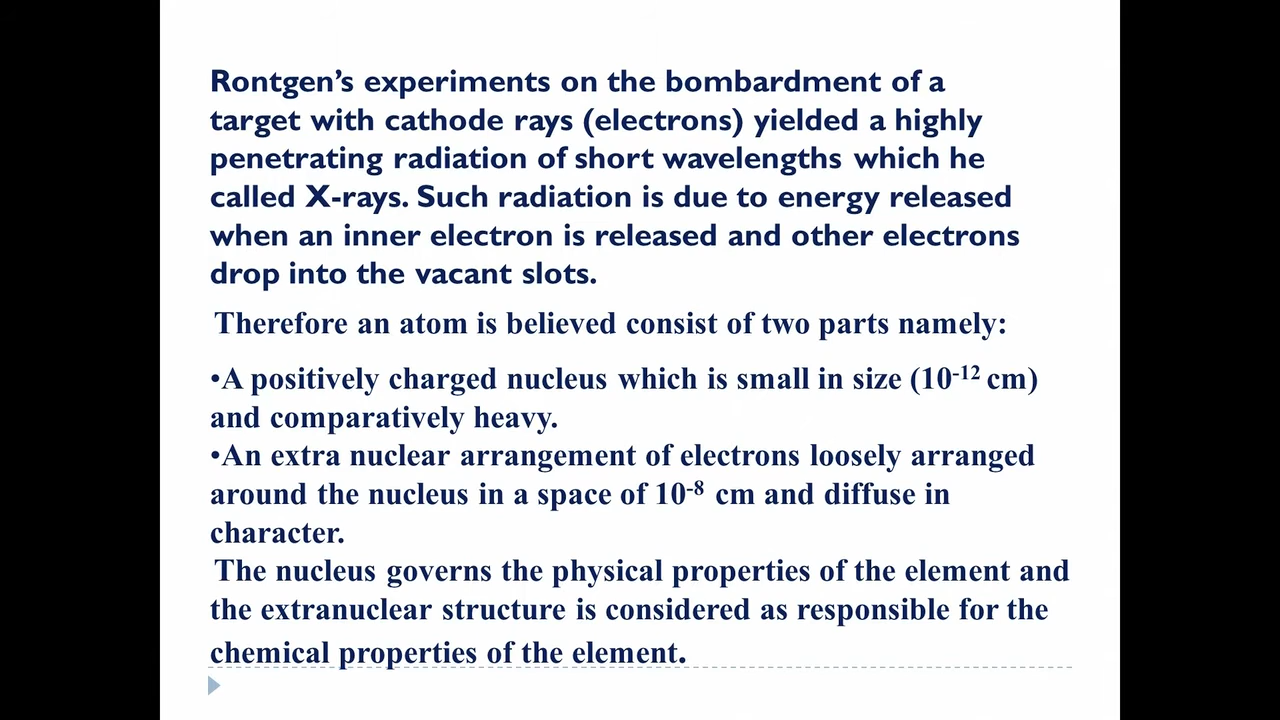 Rontgen’s experiments on the bombardment of a
target with cathode rays (electrons) yielded a highly
penetrating radiation of short wavelengths which he
called X-rays. Such radiation is due to energy released
when an inner electron is released and other electrons
drop into the vacant slots.
Therefore an atom is believed consist of two parts namely:
•A positively charged nucleus which is small in size (10⁻¹² cm)
and comparatively heavy.
•An extra nuclear arrangement of electrons loosely arranged
around the nucleus in a space of 10⁻⁸ cm and diffuse in
character.
The nucleus governs the physical properties of the element and
the extranuclear structure is considered as responsible for the
chemical properties of the element.